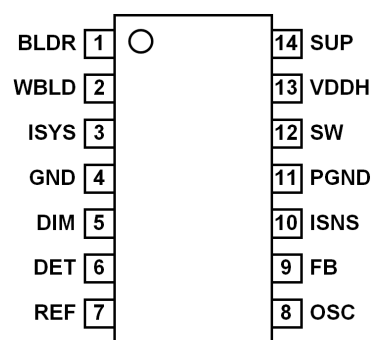 BLDR 1 14 SUP
WBLD 2 13 VDDH
ISYS 3 12 SW
GND 4 11 PGND
DIM 5 10 ISNS
DET 6 9 FB
REF 7 8 OSC